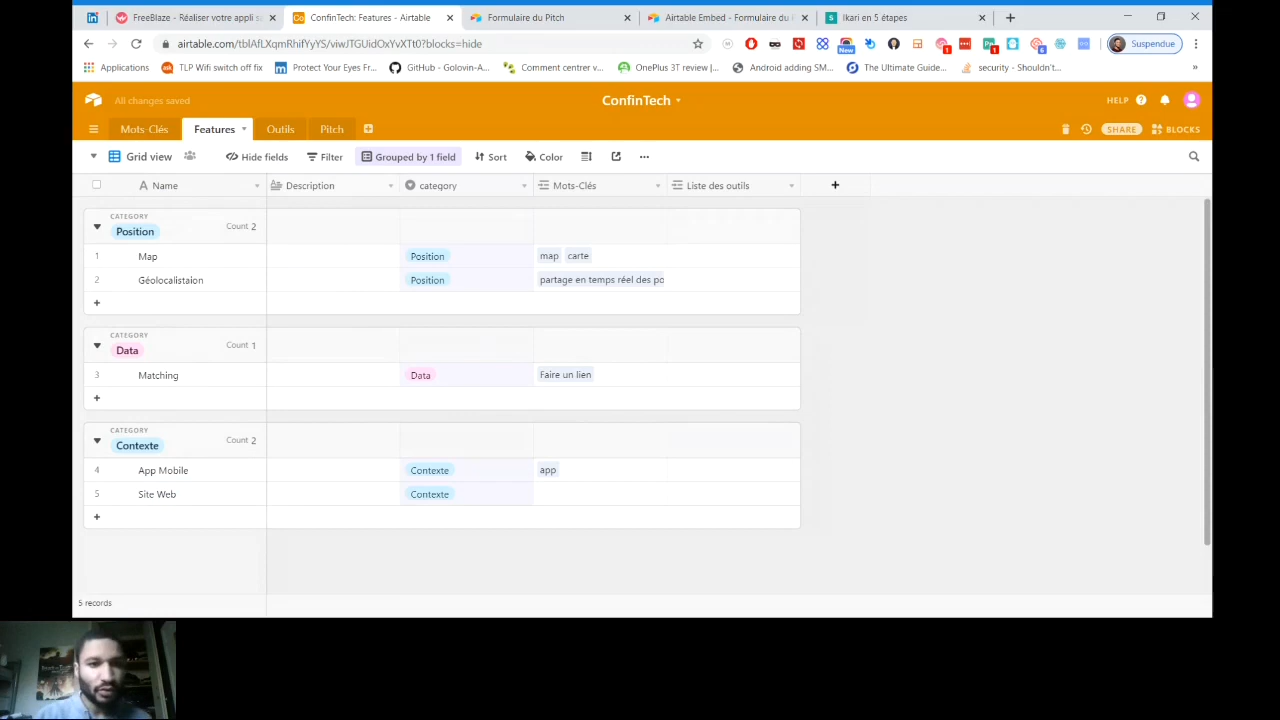 FreeBlaze - Réaliser votre appli sa
ConfinTech: Features - Airtable
Formulaire du Pitch
Airtable Embed - Formulaire du
Ikari en 5 étapes
blocks=hide
New
1
1
6
Suspendue
Applications
TLP Wifi switch off fix
Protect Your Eyes Fr...
GitHub - Golovin-A...
Comment centrer v...
OnePlus 3T review |...
Android adding SM...
The Ultimate Guide...
security - Shouldn't...
»
All changes saved
ConfinTech
HELP
Mots-Clés
Features
Outils
Pitch
SHARE
BLOCKS
Grid view
Hide fields
Filter
Grouped by 1 field
Sort
Color
Name
Description
category
Mots-Clés
Liste des outils
CATEGORY
Position
Count 2
1 Map Position map carte
2 Géolocalistaion Position partage en temps réel des po
CATEGORY
Data
Count 1
3 Matching Data Faire un lien
CATEGORY
Contexte
Count 2
4 App Mobile Contexte app
5 Site Web Contexte
5 records